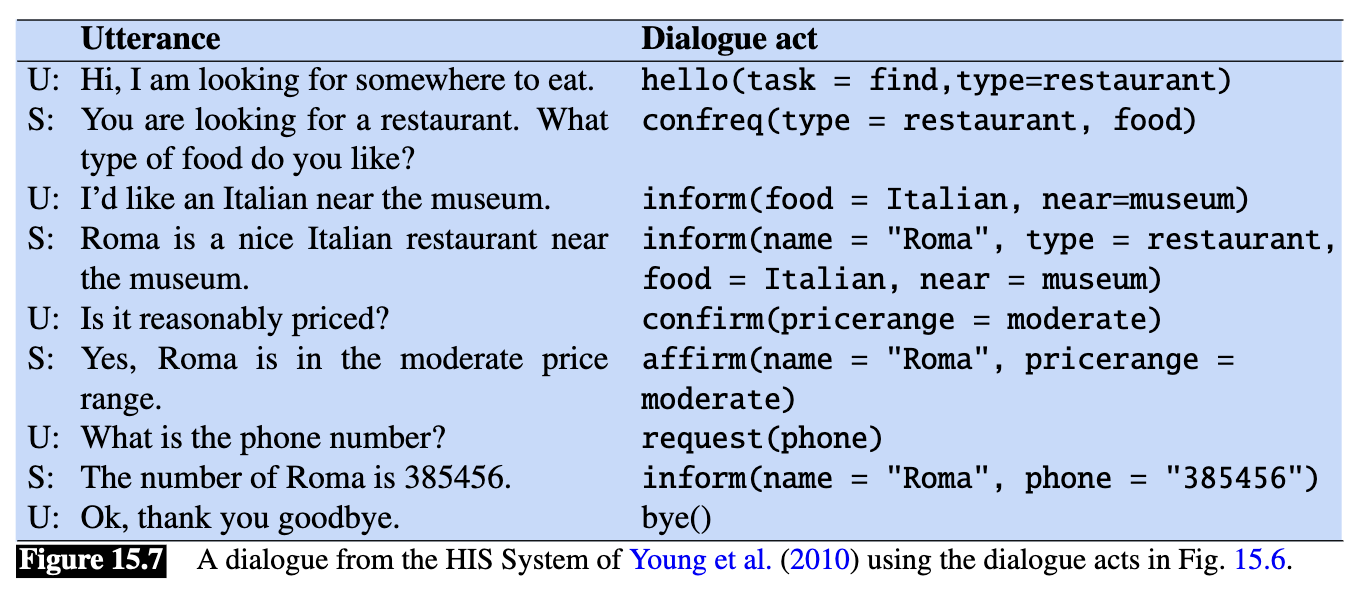 Utterance Dialogue act
U: Hi, I am looking for somewhere to eat. hello(task = find,type=restaurant)
S: You are looking for a restaurant. What confreq(type = restaurant, food)
type of food do you like?
U: I'd like an Italian near the museum. inform(food = Italian, near=museum)
S: Roma is a nice Italian restaurant near inform(name = "Roma", type = restaurant,
the museum. food = Italian, near = museum)
U: Is it reasonably priced? confirm(pricerange = moderate)
S: Yes, Roma is in the moderate price affirm(name = "Roma", pricerange =
range. moderate)
U: What is the phone number? request(phone)
S: The number of Roma is 385456. inform(name = "Roma", phone = "385456")
U: Ok, thank you goodbye. bye()
Figure 15.7 A dialogue from the HIS System of Young et al. (2010) using the dialogue acts in Fig. 15.6.